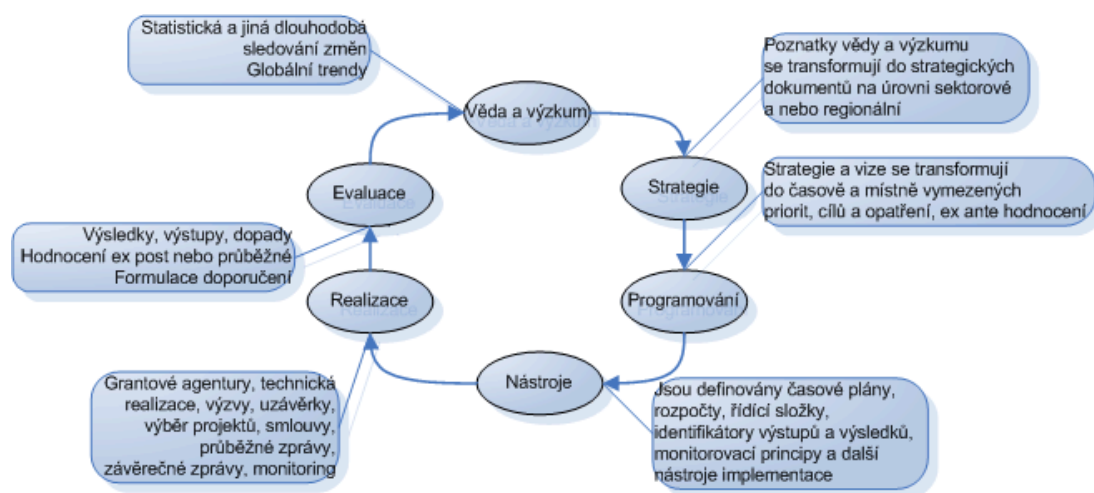 Statistická a jiná dlouhodobá
sledování změn
Globální trendy
Věda a výzkum
Poznatky vědy a výzkumu
se transformují do strategických
dokumentů na úrovni sektorové
a nebo regionální
Strategie
Strategie a vize se transformují
do časově a místně vymezených
priorit, cílů a opatření, ex ante hodnocení
Programování
Nástroje
Jsou definovány časové plány,
rozpočty, řídící složky,
identifikátory výstupů a výsledků,
monitorovací principy a další
nástroje implementace
Realizace
Grantové agentury, technická
realizace, výzvy, uzávěrky,
výběr projektů, smlouvy,
průběžné zprávy,
závěrečné zprávy, monitoring
Evaluace
Výsledky, výstupy, dopady
Hodnocení ex post nebo průběžné
Formulace doporučení